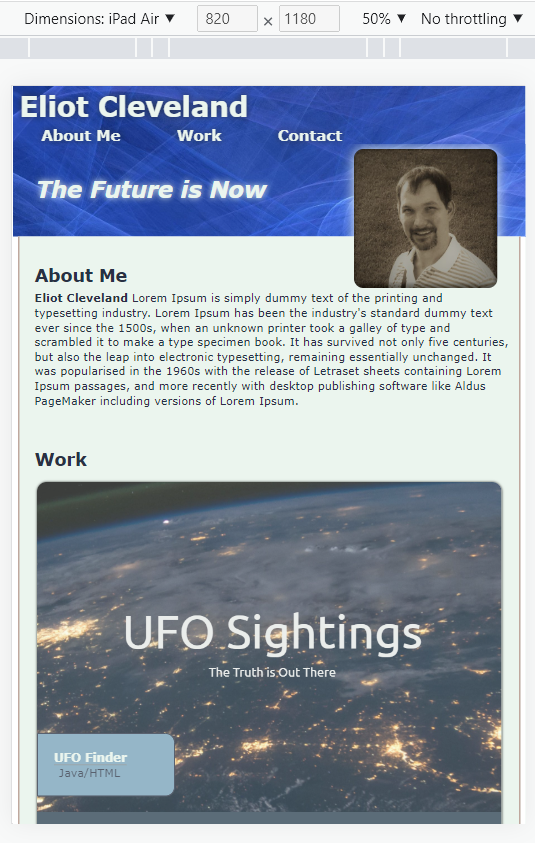 Dimensions: iPad Air ▼ 820 × 1180 50% ▼ No throttling ▼
Eliot Cleveland
About Me Work Contact
The Future is Now
About Me
Eliot Cleveland Lorem Ipsum is simply dummy text of the printing and
typesetting industry. Lorem Ipsum has been the industry's standard dummy text
ever since the 1500s, when an unknown printer took a galley of type and
scrambled it to make a type specimen book. It has survived not only five centuries,
but also the leap into electronic typesetting, remaining essentially unchanged. It
was popularised in the 1960s with the release of Letraset sheets containing Lorem
Ipsum passages, and more recently with desktop publishing software like Aldus
PageMaker including versions of Lorem Ipsum.
Work
UFO Sightings
The Truth is Out There
UFO Finder
Java/HTML